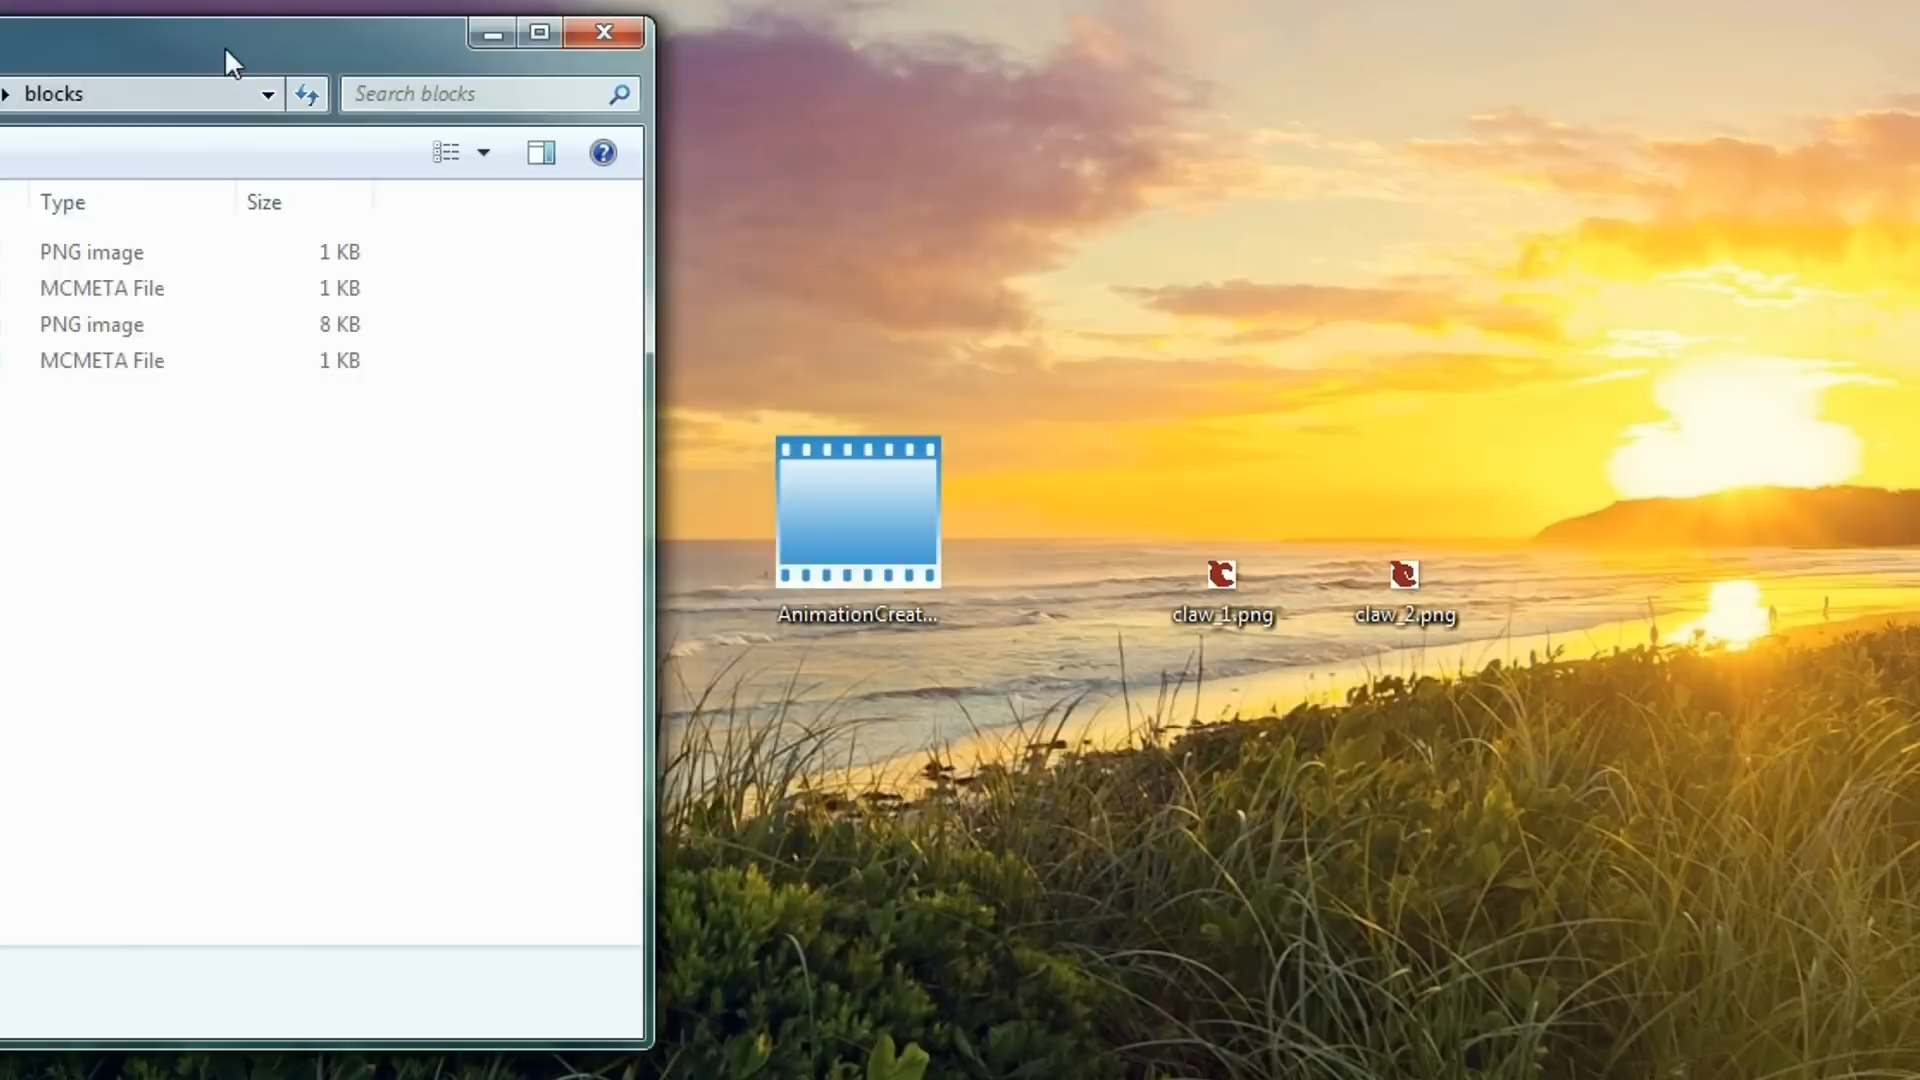 blocks
Search blocks
Type Size
PNG image 1 KB
MCMETA File 1 KB
PNG image 8 KB
MCMETA File 1 KB
AnimationCreat...
claw_1.png
claw_2.png